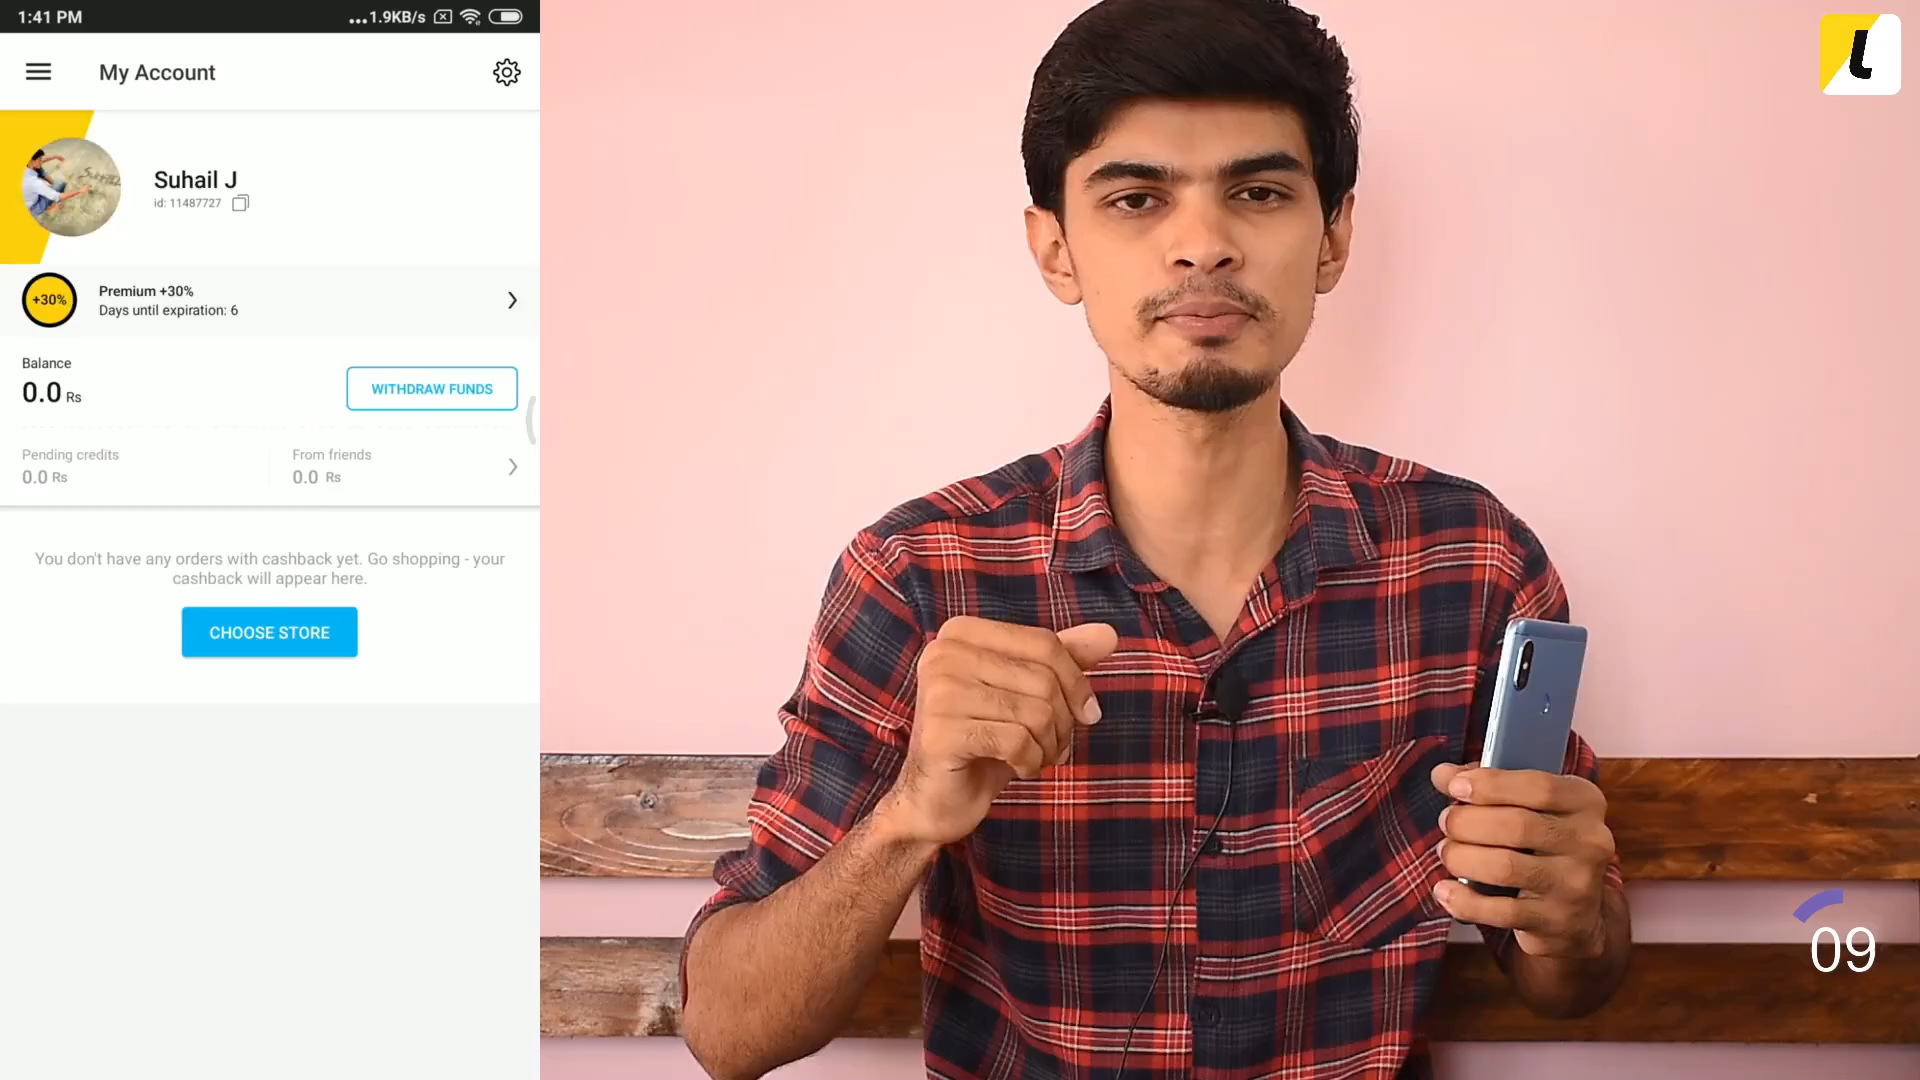 1:41 PM
...1.9KB/s
My Account
Suhail J
id: 11487727
+30%
Premium +30%
Days until expiration: 6
Balance
0.0 Rs
WITHDRAW FUNDS
Pending credits
0.0 Rs
From friends
0.0 Rs
You don't have any orders with cashback yet. Go shopping - your
cashback will appear here.
CHOOSE STORE
L
09